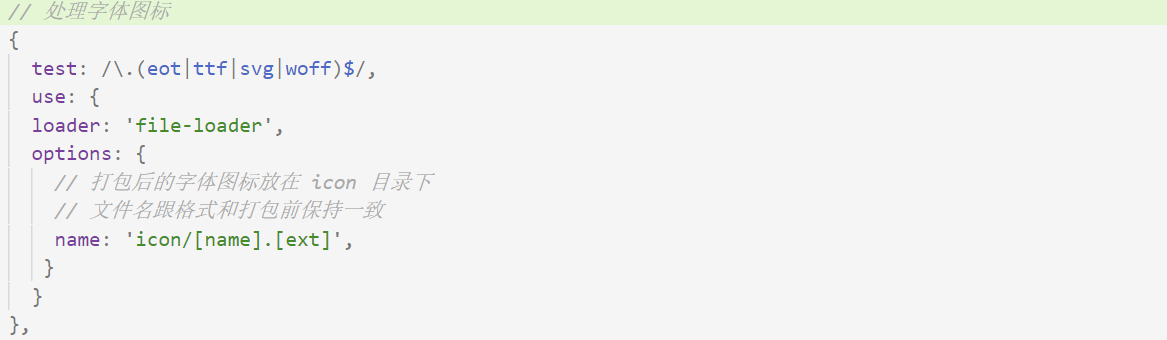 // 处理字体图标
{
  test: /\.(eot|ttf|svg|woff)$/,
  use: {
  loader: 'file-loader',
  options: {
    // 打包后的字体图标放在 icon 目录下
    // 文件名跟格式和打包前保持一致
    name: 'icon/[name].[ext]',
   }
  }
},